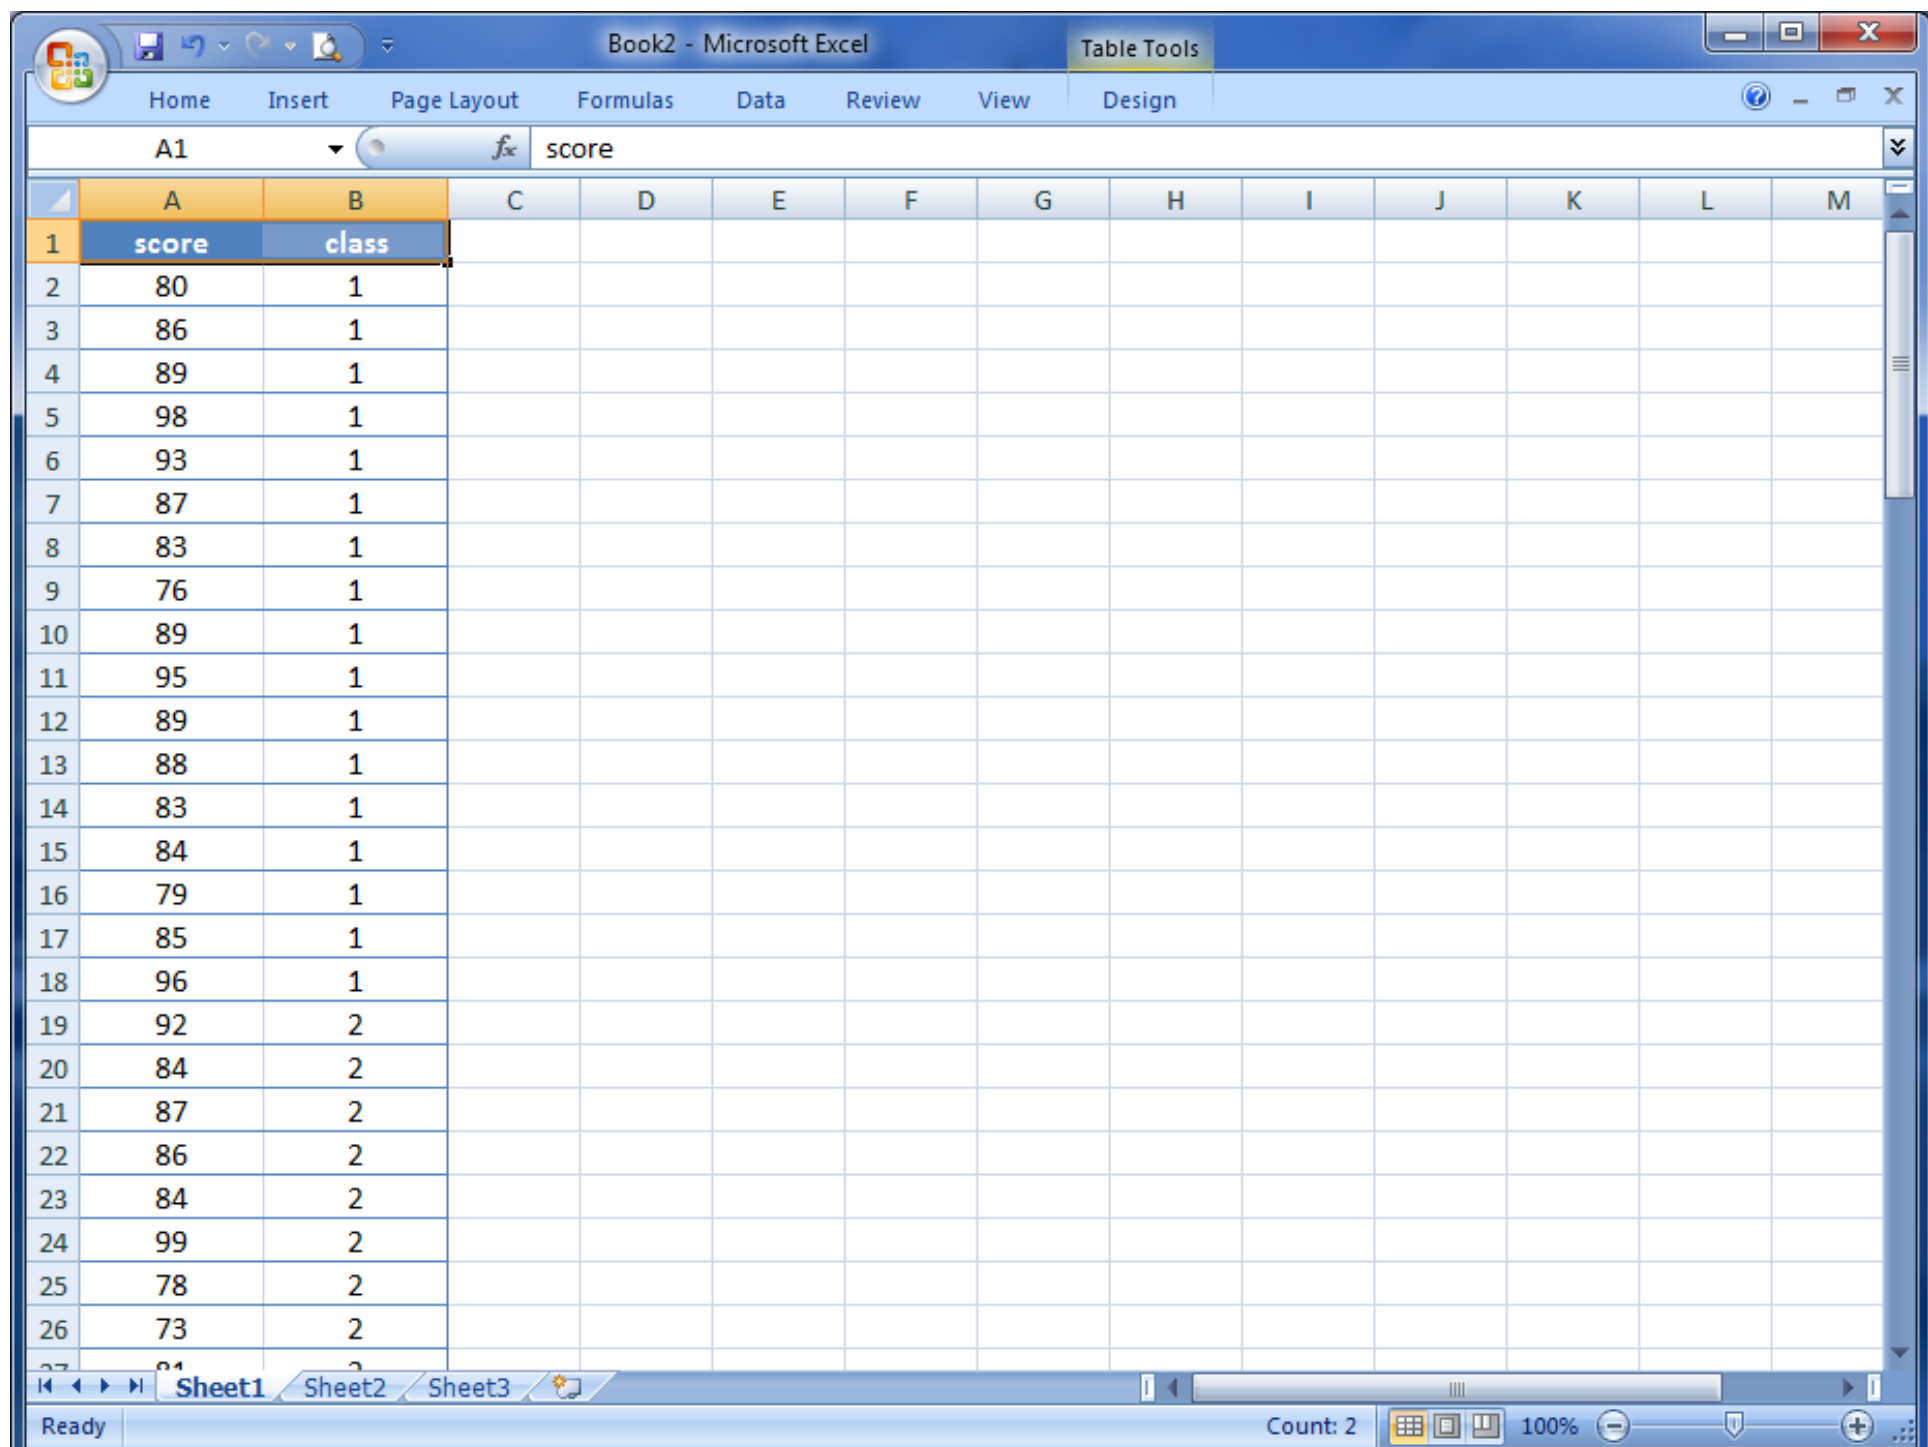 Book2 - Microsoft Excel Table Tools
Home Insert Page Layout Formulas Data Review View Design
A1 fx score
A B C D E F G H I J K L M
1 score class
2 80 1
3 86 1
4 89 1
5 98 1
6 93 1
7 87 1
8 83 1
9 76 1
10 89 1
11 95 1
12 89 1
13 88 1
14 83 1
15 84 1
16 79 1
17 85 1
18 96 1
19 92 2
20 84 2
21 87 2
22 86 2
23 84 2
24 99 2
25 78 2
26 73 2
Sheet1 Sheet2 Sheet3
Ready Count: 2 100%